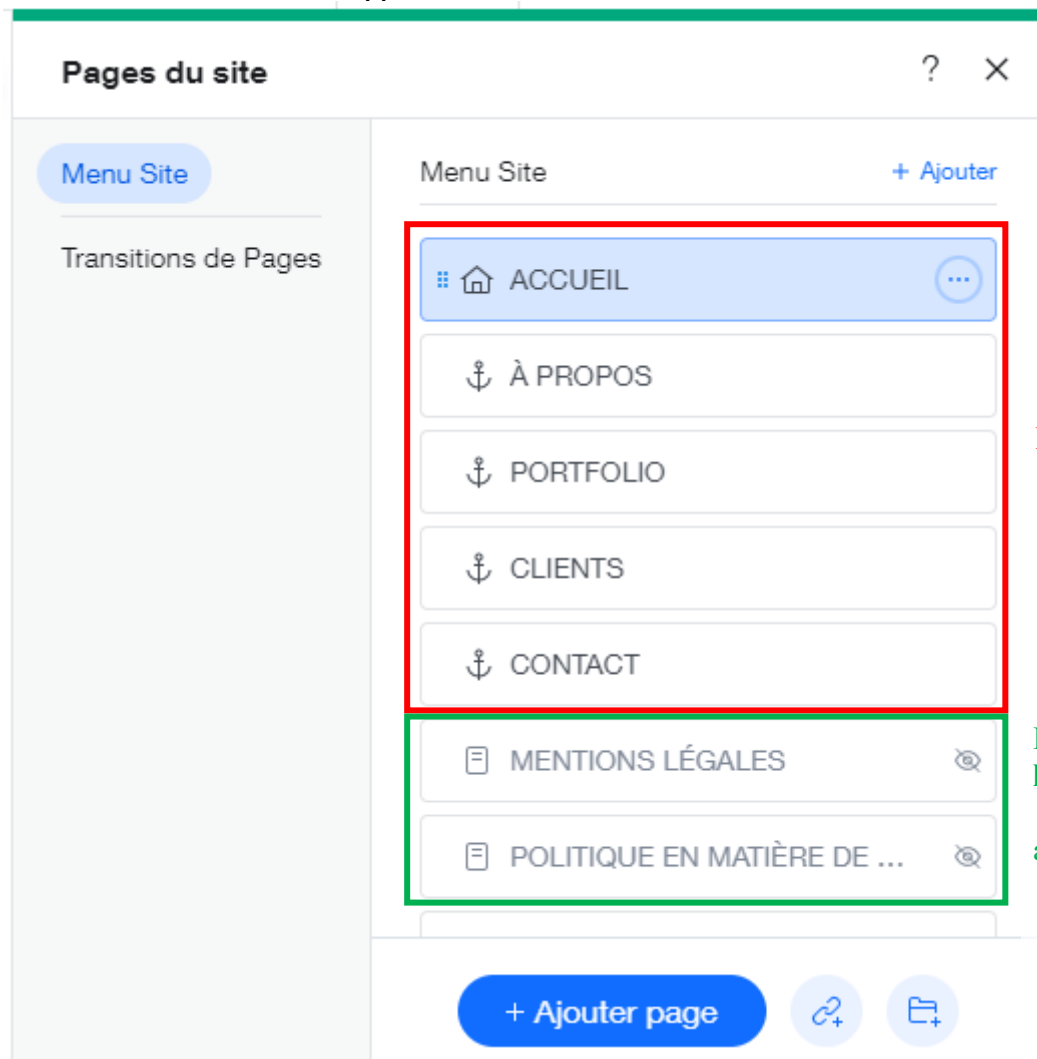 Pages du site
?
Menu Site
Transitions de Pages
Menu Site
+ Ajouter
ACCUEIL
À PROPOS
PORTFOLIO
CLIENTS
CONTACT
MENTIONS LÉGALES
POLITIQUE EN MATIÈRE DE ...
+ Ajouter page